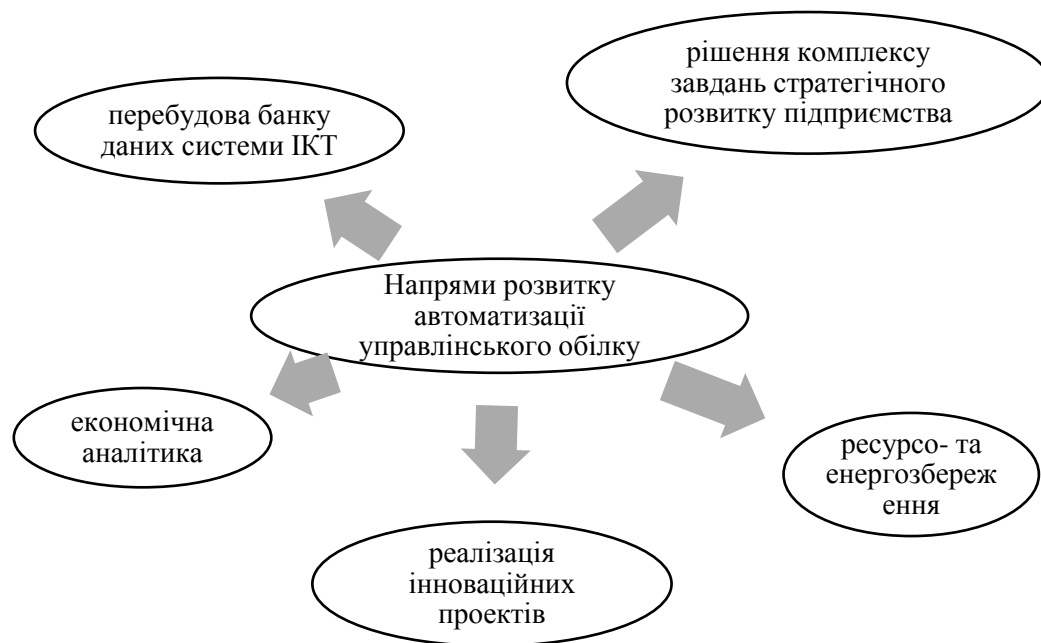 рішення комплексу
завдань стратегічного
розвитку підприємства
перебудова банку
даних системи ІКТ
Напрями розвитку
автоматизації
управлінського обілку
економічна
аналітика
ресурсо- та
енергозбереж
ення
реалізація
інноваційних
проектів